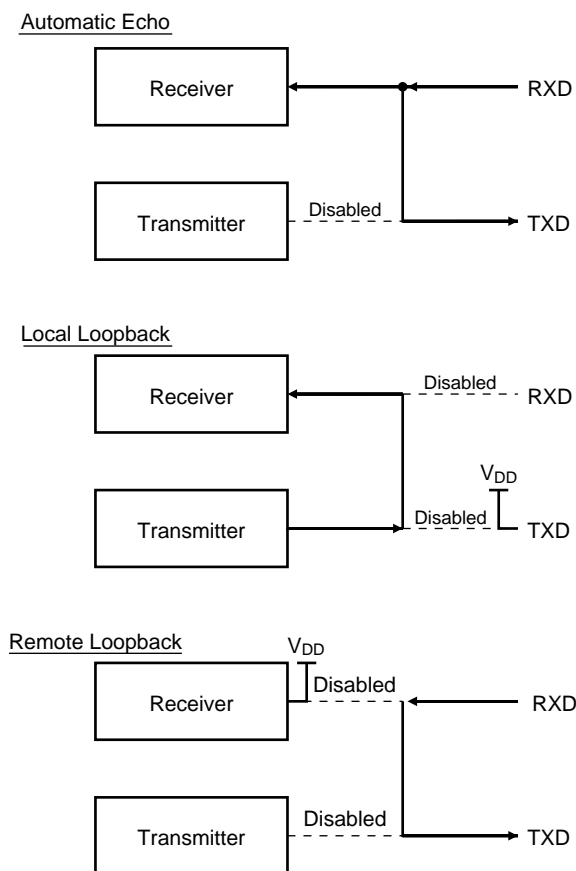 Automatic Echo
Receiver
RXD
Transmitter
Disabled
TXD
Local Loopback
Receiver
Disabled
RXD
VDD
Transmitter
Disabled
TXD
Remote Loopback
VDD
Receiver
Disabled
RXD
Transmitter
Disabled
TXD